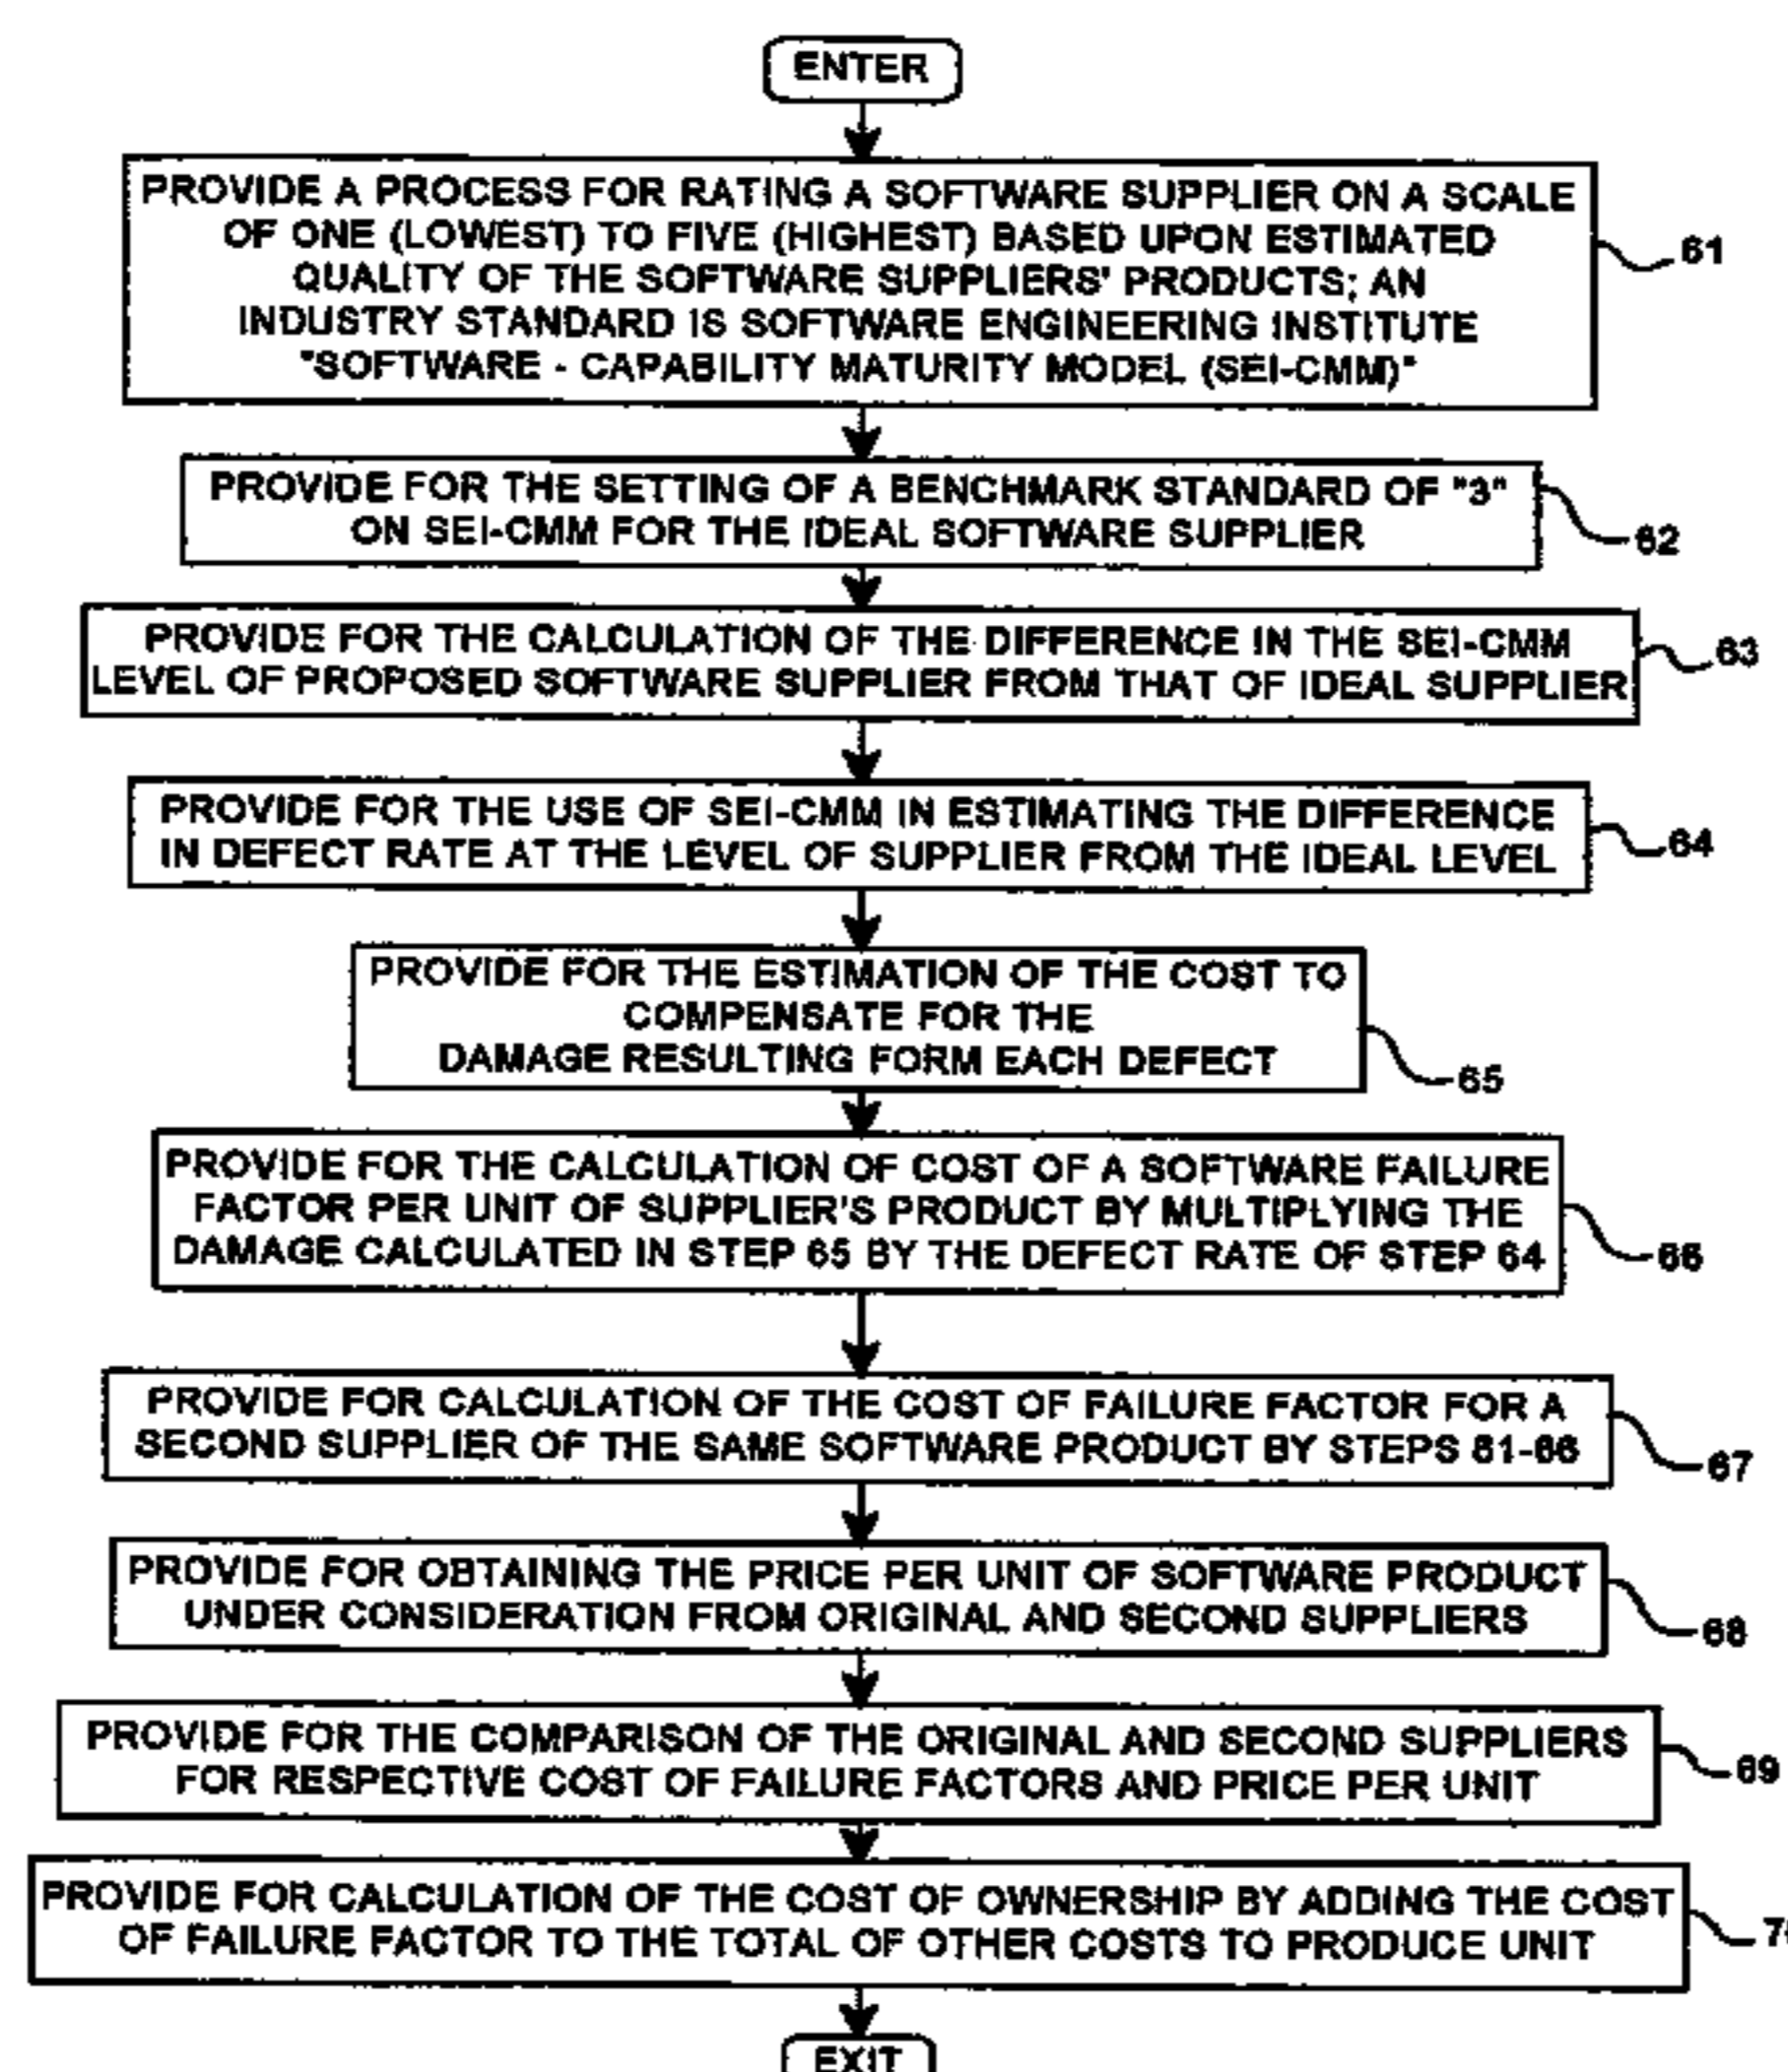 ENTER
PROVIDE A PROCESS FOR RATING A SOFTWARE SUPPLIER ON A SCALE
OF ONE (LOWEST) TO FIVE (HIGHEST) BASED UPON ESTIMATED
QUALITY OF THE SOFTWARE SUPPLIERS' PRODUCTS; AN
INDUSTRY STANDARD IS SOFTWARE ENGINEERING INSTITUTE
"SOFTWARE - CAPABILITY MATURITY MODEL (SEI-CMM)"
61
PROVIDE FOR THE SETTING OF A BENCHMARK STANDARD OF "3"
ON SEI-CMM FOR THE IDEAL SOFTWARE SUPPLIER
62
PROVIDE FOR THE CALCULATION OF THE DIFFERENCE IN THE SEI-CMM
LEVEL OF PROPOSED SOFTWARE SUPPLIER FROM THAT OF IDEAL SUPPLIER
63
PROVIDE FOR THE USE OF SEI-CMM IN ESTIMATING THE DIFFERENCE
IN DEFECT RATE AT THE LEVEL OF SUPPLIER FROM THE IDEAL LEVEL
64
PROVIDE FOR THE ESTIMATION OF THE COST TO
COMPENSATE FOR THE
DAMAGE RESULTING FORM EACH DEFECT
65
PROVIDE FOR THE CALCULATION OF COST OF A SOFTWARE FAILURE
FACTOR PER UNIT OF SUPPLIER'S PRODUCT BY MULTIPLYING THE
DAMAGE CALCULATED IN STEP 65 BY THE DEFECT RATE OF STEP 64
66
PROVIDE FOR CALCULATION OF THE COST OF FAILURE FACTOR FOR A
SECOND SUPPLIER OF THE SAME SOFTWARE PRODUCT BY STEPS 61-66
67
PROVIDE FOR OBTAINING THE PRICE PER UNIT OF SOFTWARE PRODUCT
UNDER CONSIDERATION FROM ORIGINAL AND SECOND SUPPLIERS
68
PROVIDE FOR THE COMPARISON OF THE ORIGINAL AND SECOND SUPPLIERS
FOR RESPECTIVE COST OF FAILURE FACTORS AND PRICE PER UNIT
69
PROVIDE FOR CALCULATION OF THE COST OF OWNERSHIP BY ADDING THE COST
OF FAILURE FACTOR TO THE TOTAL OF OTHER COSTS TO PRODUCE UNIT
EXIT